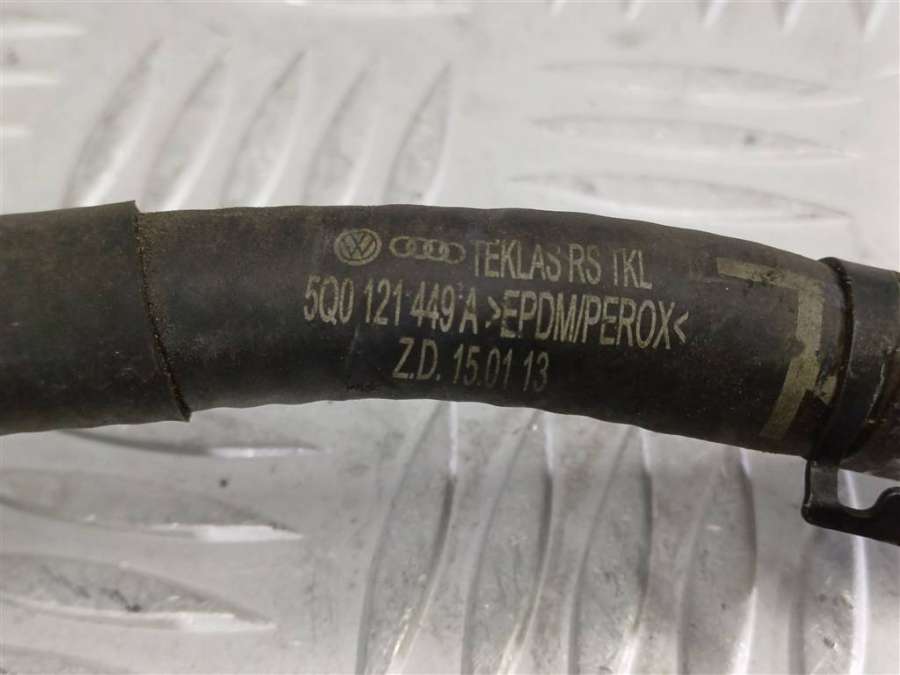 TEKLAS RS TKL
5Q0 121 449 A >EPDM/PEROX<
Z.D. 15.01 13